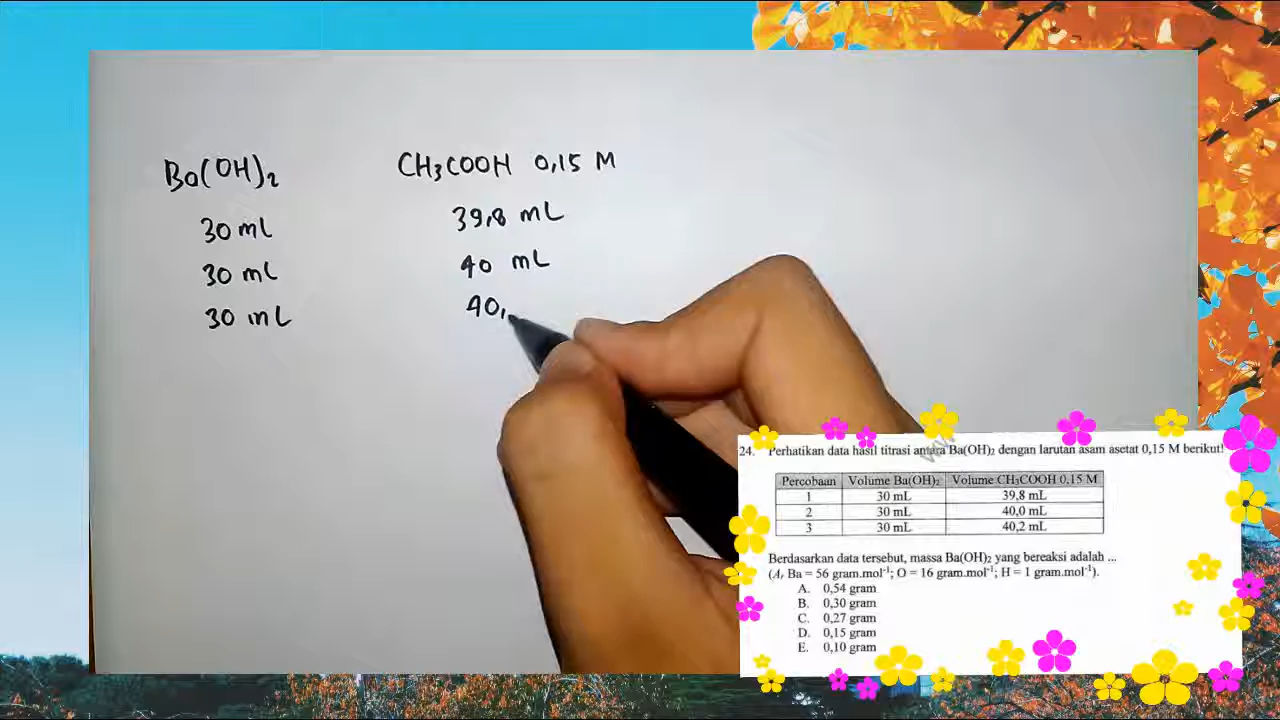 Ba(OH)2 CH3COOH 0,15 M
30 mL 39,8 mL
30 mL 40 mL
30 mL 40,
24. Perhatikan data hasil titrasi antara Ba(OH)₂ dengan larutan asam asetat 0,15 M berikut!
Percobaan Volume Ba(OH)₂ Volume CH₃COOH 0,15 M
1 30 mL 39,8 mL
2 30 mL 40,0 mL
3 30 mL 40,2 mL
Berdasarkan data tersebut, massa Ba(OH)₂ yang bereaksi adalah ...
(Aᵣ Ba = 56 gram.mol⁻¹; O = 16 gram.mol⁻¹; H = 1 gram.mol⁻¹).
A. 0,54 gram
B. 0,30 gram
C. 0,27 gram
D. 0,15 gram
E. 0,10 gram